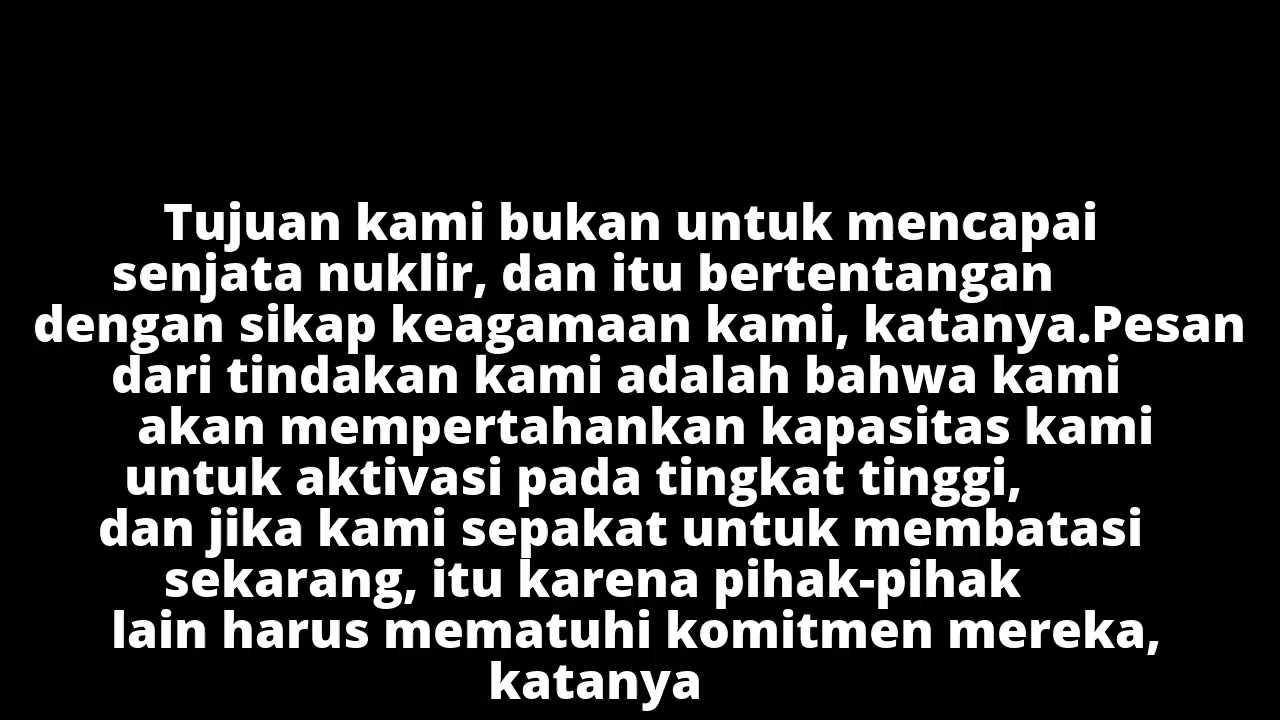 Tujuan kami bukan untuk mencapai
senjata nuklir, dan itu bertentangan
dengan sikap keagamaan kami, katanya.Pesan
dari tindakan kami adalah bahwa kami
akan mempertahankan kapasitas kami
untuk aktivasi pada tingkat tinggi,
dan jika kami sepakat untuk membatasi
sekarang, itu karena pihak-pihak
lain harus mematuhi komitmen mereka,
katanya